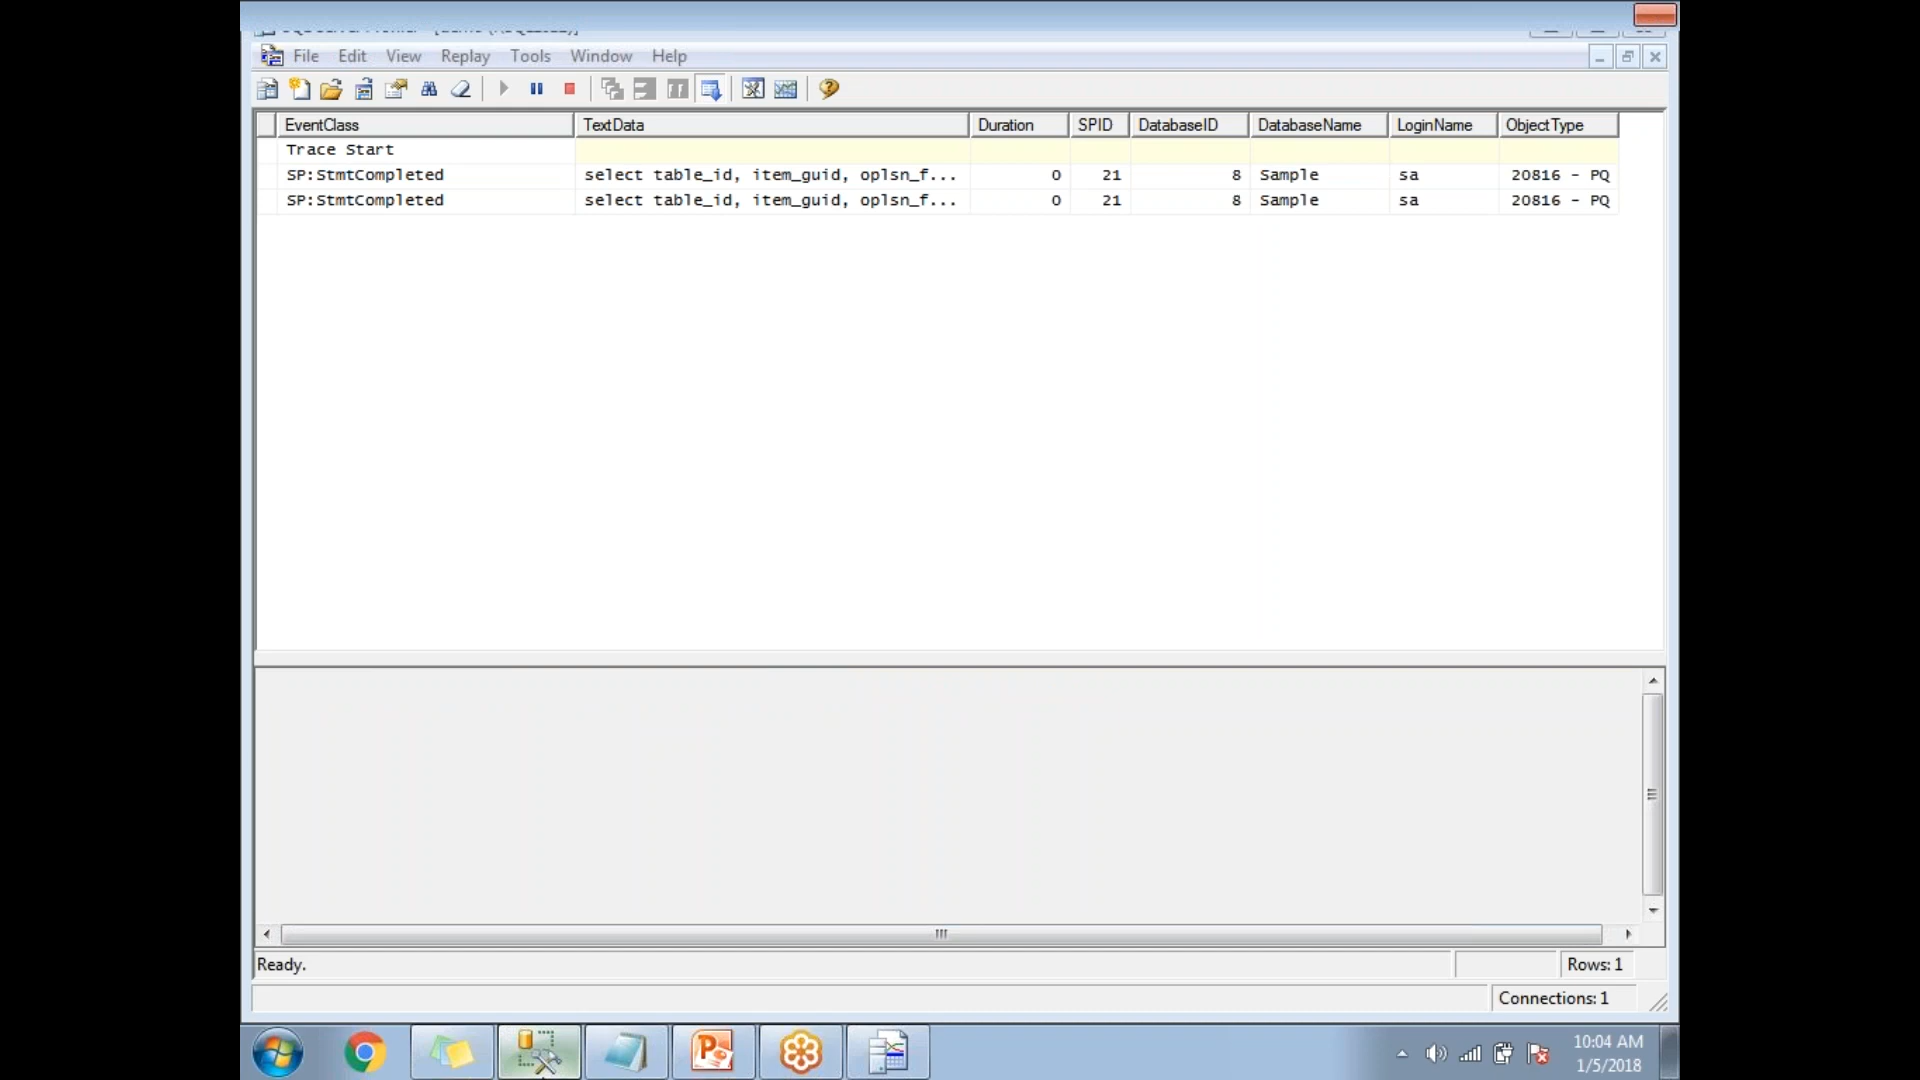 File Edit View Replay Tools Window Help
EventClass TextData Duration SPID DatabaseID DatabaseName LoginName ObjectType
Trace Start
SP:StmtCompleted select table_id, item_guid, oplsn_f... 0 21 8 Sample sa 20816 - PQ
SP:StmtCompleted select table_id, item_guid, oplsn_f... 0 21 8 Sample sa 20816 - PQ
Ready. Rows: 1
Connections: 1
10:04 AM
1/5/2018